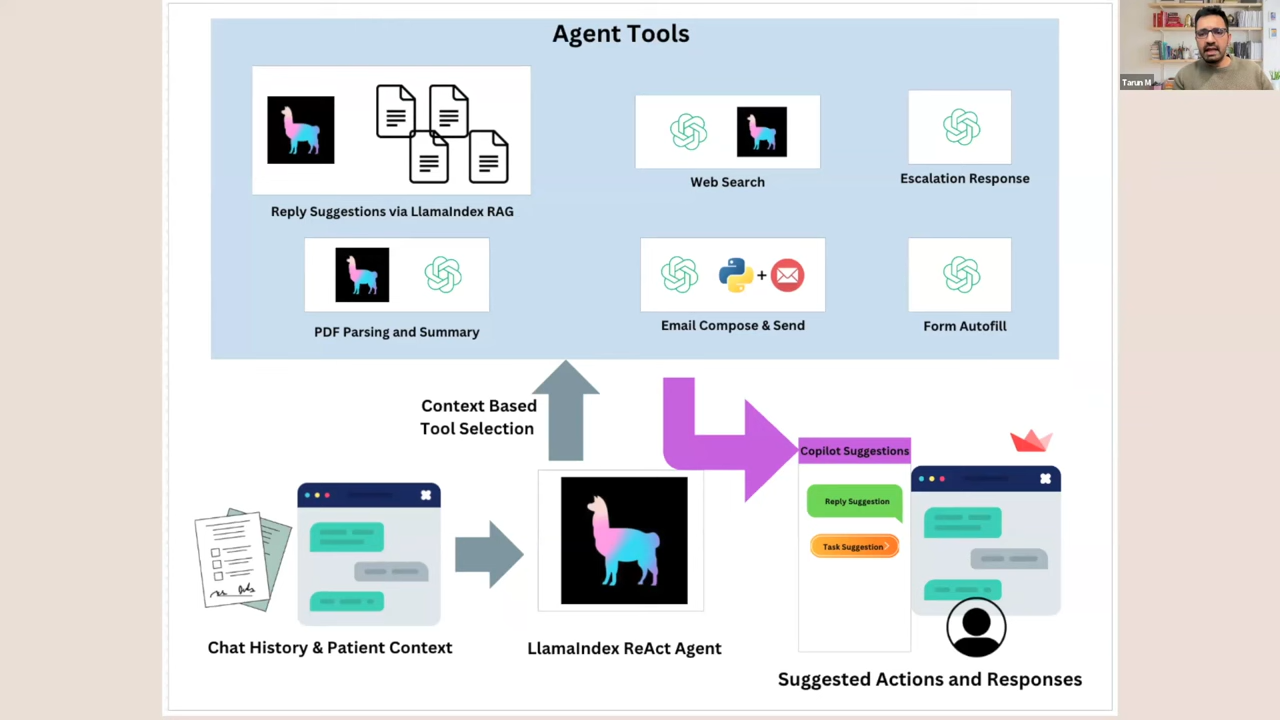 Agent Tools
Tarun M
Reply Suggestions via LlamaIndex RAG
Web Search
Escalation Response
PDF Parsing and Summary
+
Email Compose & Send
Form Autofill
Context Based
Tool Selection
Copilot Suggestions
Reply Suggestion
Task Suggestion
Chat History & Patient Context
LlamaIndex ReAct Agent
Suggested Actions and Responses